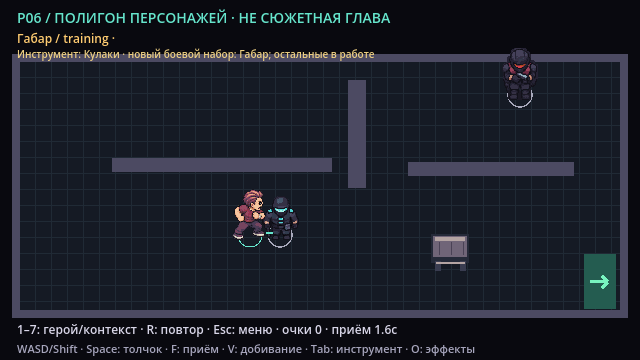 P06 / ПОЛИГОН ПЕРСОНАЖЕЙ · НЕ СЮЖЕТНАЯ ГЛАВА
Габар / training ·
Инструмент: Кулаки · новый боевой набор: Габар; остальные в работе
1–7: герой/контекст · R: повтор · Esc: меню · очки 0 · приём 1.6с
WASD/Shift · Space: толчок · F: приём · V: добивание · Tab: инструмент · O: эффекты